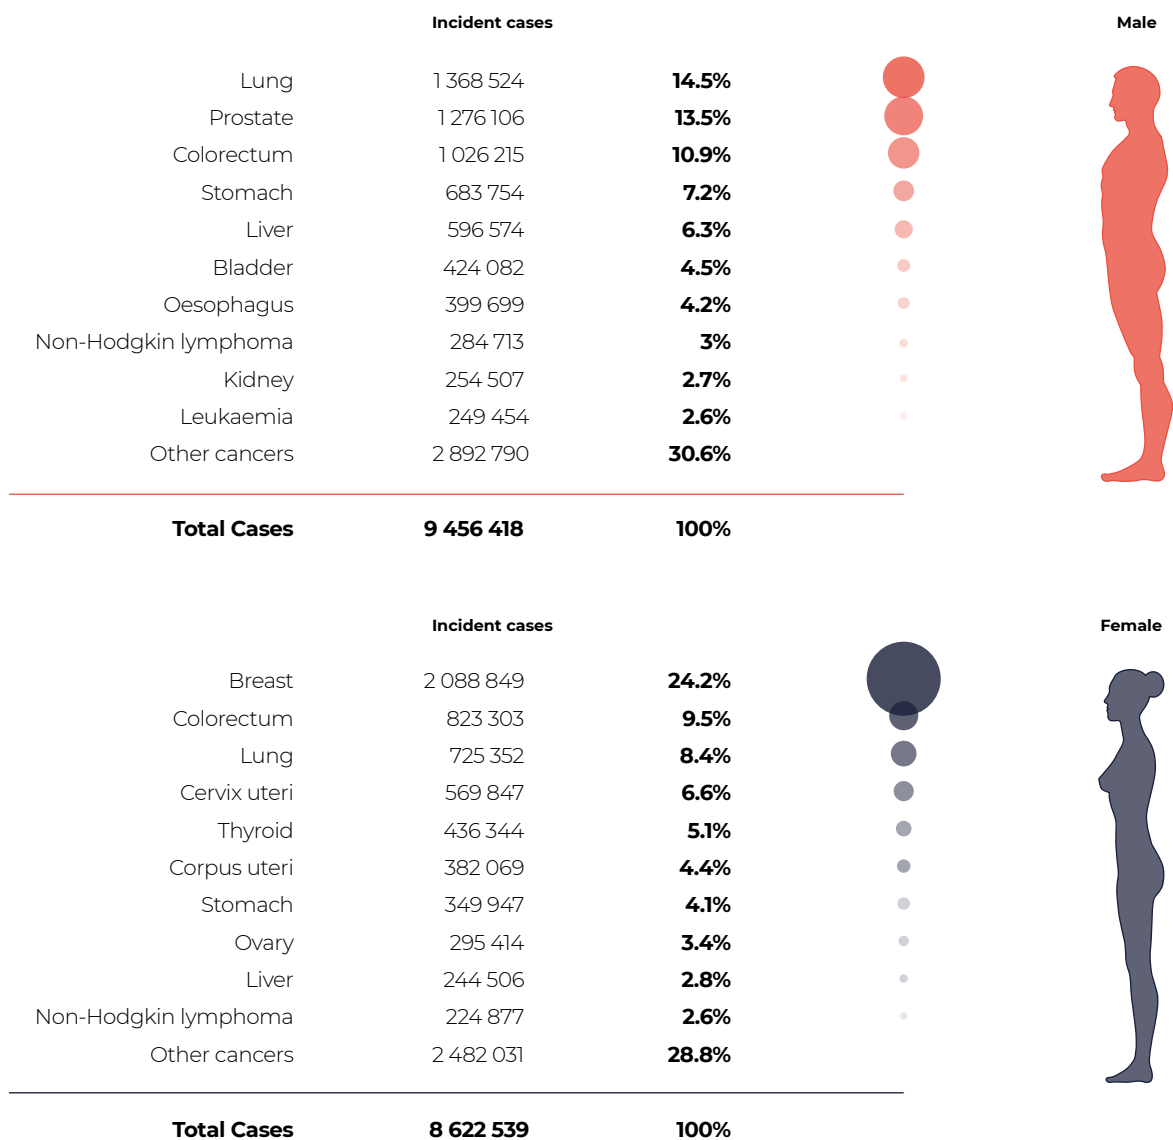 Incident cases Male
Lung 1 368 524 14.5%
Prostate 1 276 106 13.5%
Colorectum 1 026 215 10.9%
Stomach 683 754 7.2%
Liver 596 574 6.3%
Bladder 424 082 4.5%
Oesophagus 399 699 4.2%
Non-Hodgkin lymphoma 284 713 3%
Kidney 254 507 2.7%
Leukaemia 249 454 2.6%
Other cancers 2 892 790 30.6%
Total Cases 9 456 418 100%
Incident cases Female
Breast 2 088 849 24.2%
Colorectum 823 303 9.5%
Lung 725 352 8.4%
Cervix uteri 569 847 6.6%
Thyroid 436 344 5.1%
Corpus uteri 382 069 4.4%
Stomach 349 947 4.1%
Ovary 295 414 3.4%
Liver 244 506 2.8%
Non-Hodgkin lymphoma 224 877 2.6%
Other cancers 2 482 031 28.8%
Total Cases 8 622 539 100%